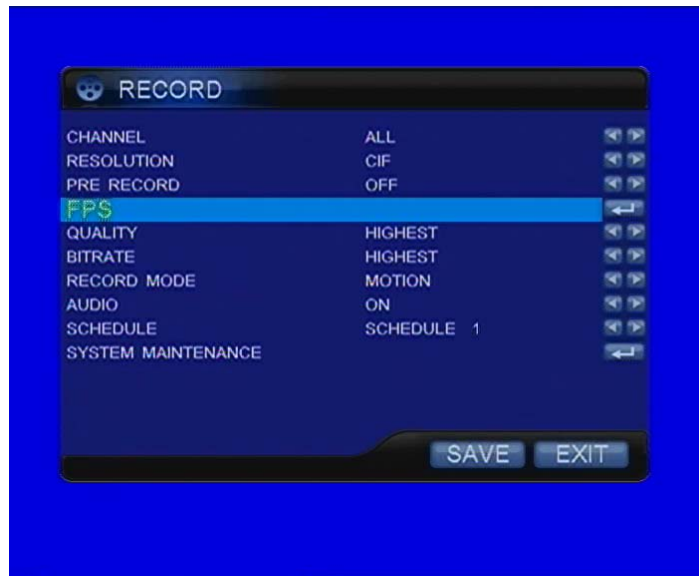 RECORD
CHANNEL ALL
RESOLUTION CIF
PRE RECORD OFF
FPS
QUALITY HIGHEST
BITRATE HIGHEST
RECORD MODE MOTION
AUDIO ON
SCHEDULE SCHEDULE 1
SYSTEM MAINTENANCE
SAVE EXIT